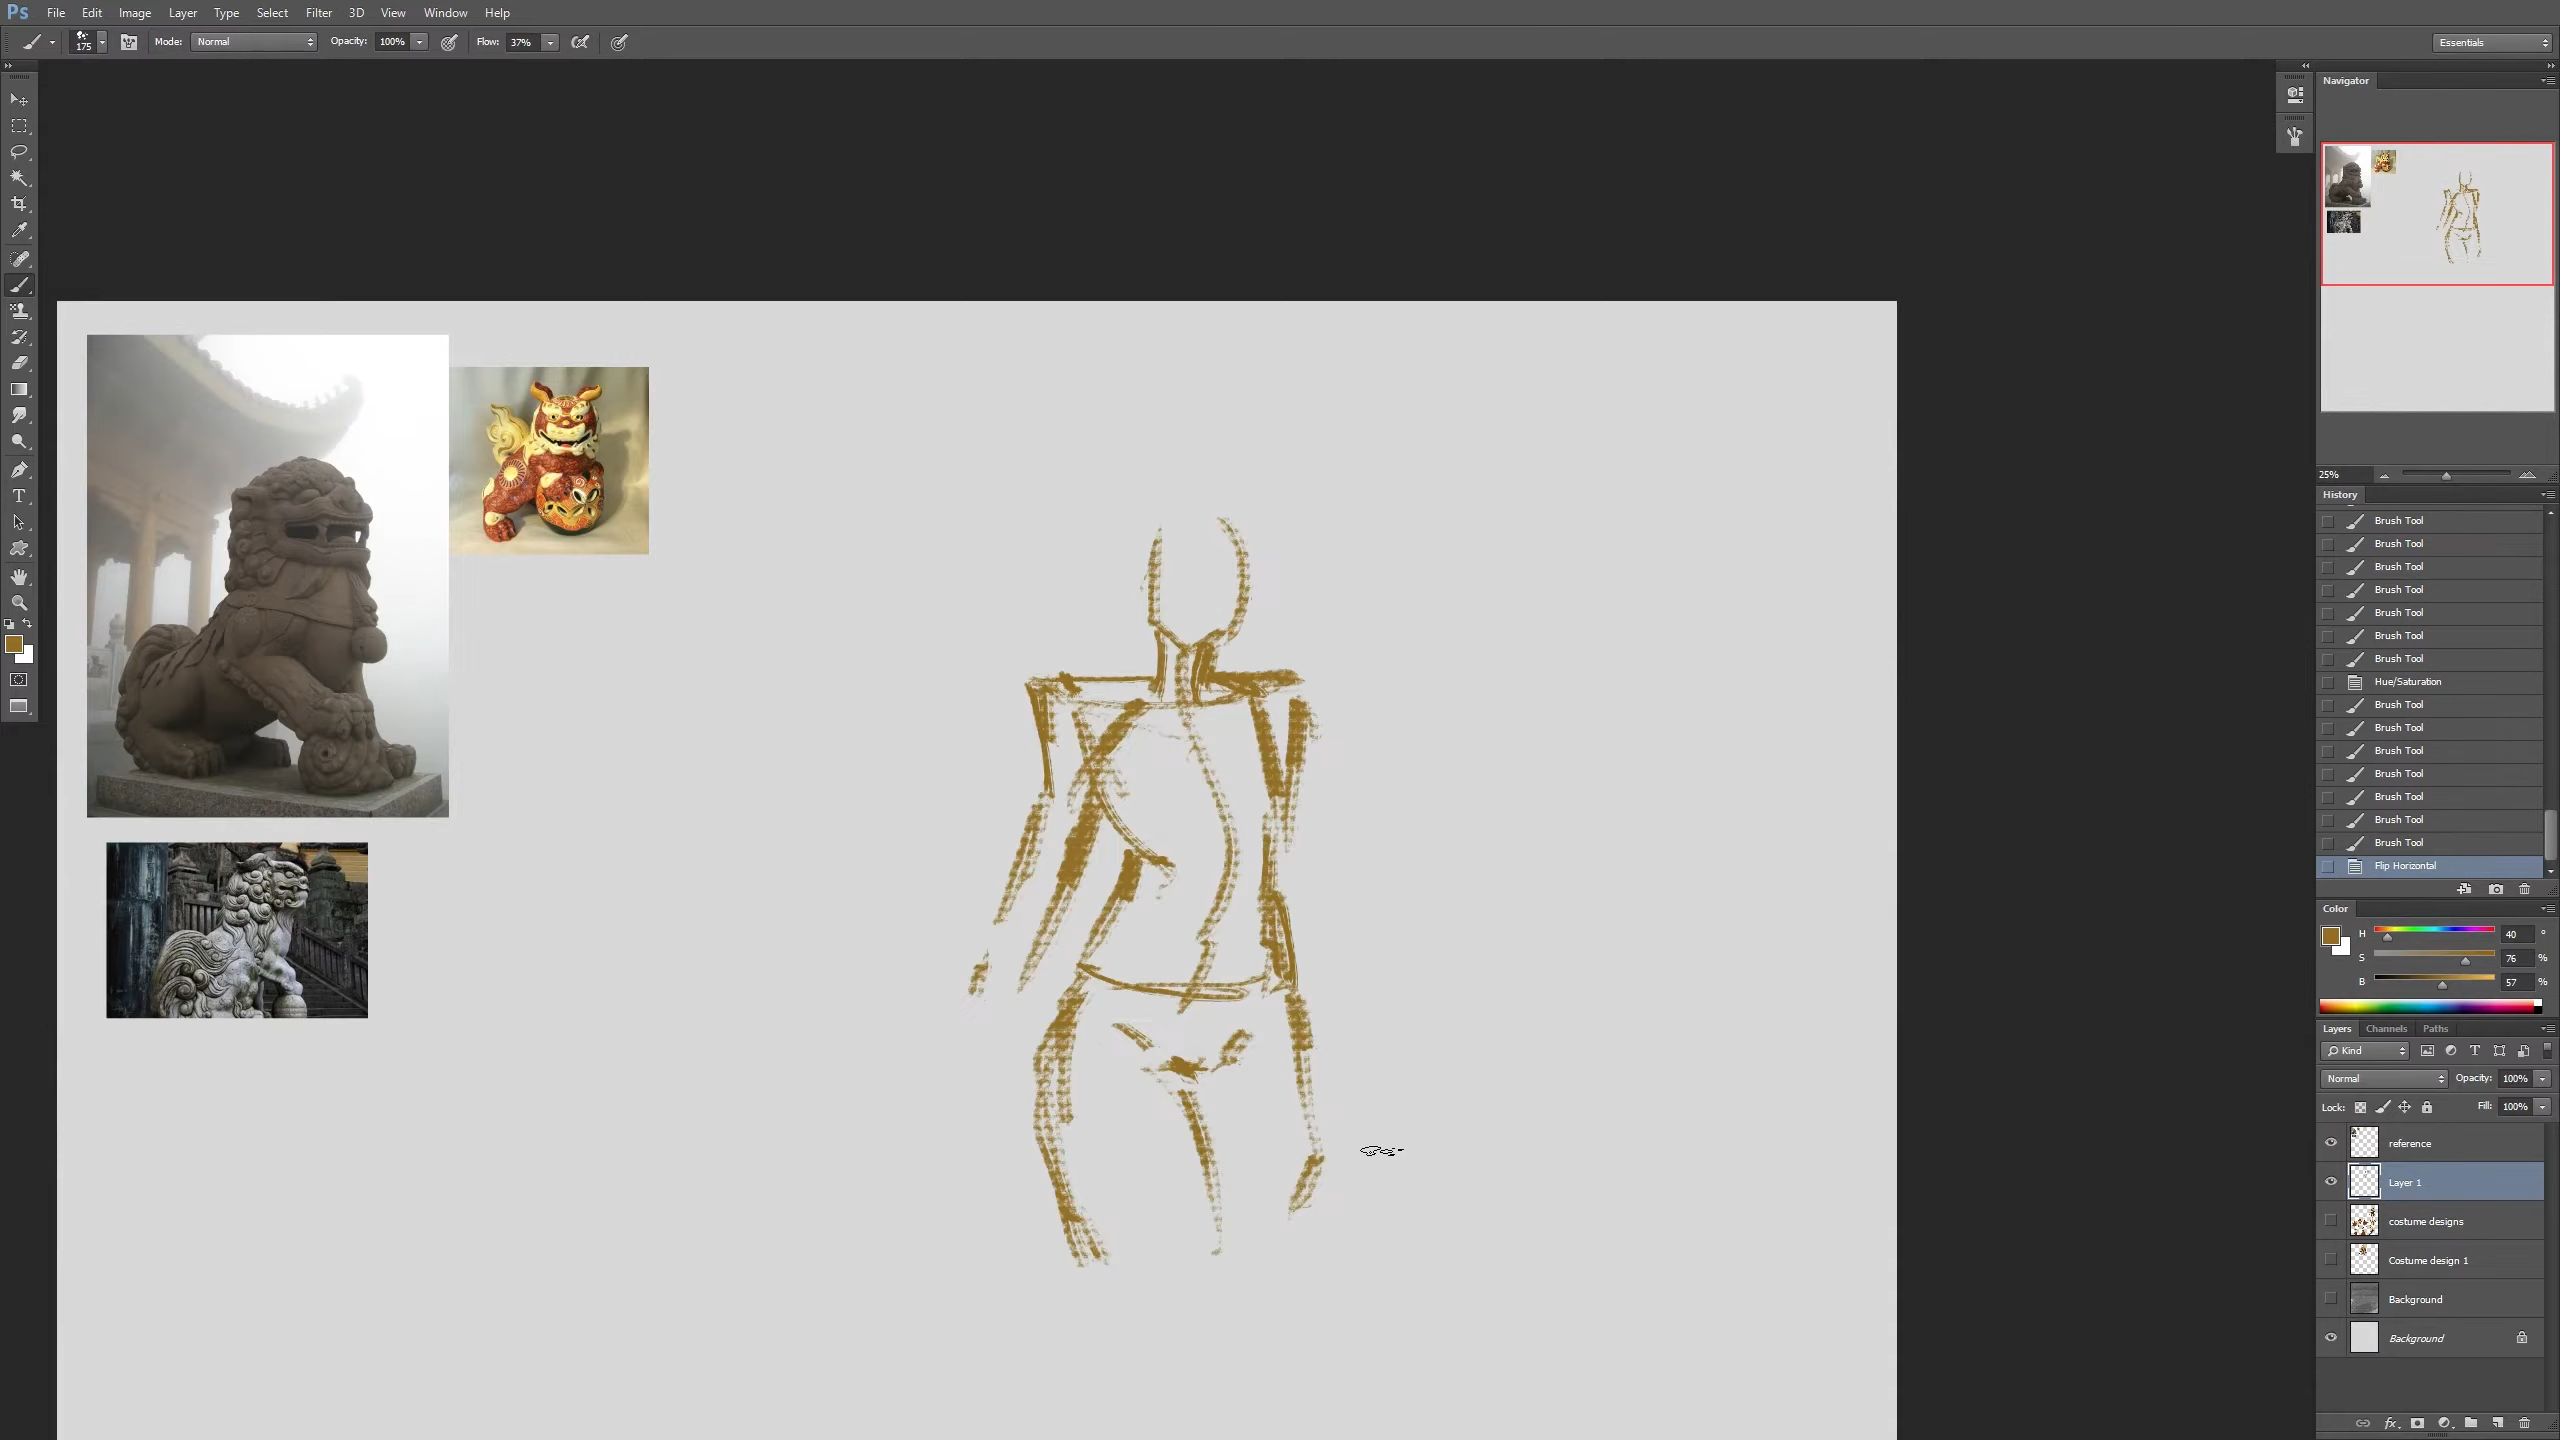 Ps File Edit Image Layer Type Select Filter 3D View Window Help
175 Mode: Normal Opacity: 100% Flow: 37% Essentials
Navigator
25%
History
Brush Tool
Brush Tool
Brush Tool
Brush Tool
Brush Tool
Brush Tool
Brush Tool
Hue/Saturation
Brush Tool
Brush Tool
Brush Tool
Brush Tool
Brush Tool
Brush Tool
Brush Tool
Flip Horizontal
Color
H 40 °
S 76 %
B 57 %
Layers Channels Paths
Kind T
Normal Opacity: 100%
Lock: Fill: 100%
reference
Layer 1
costume designs
Costume design 1
Background
Background
fx